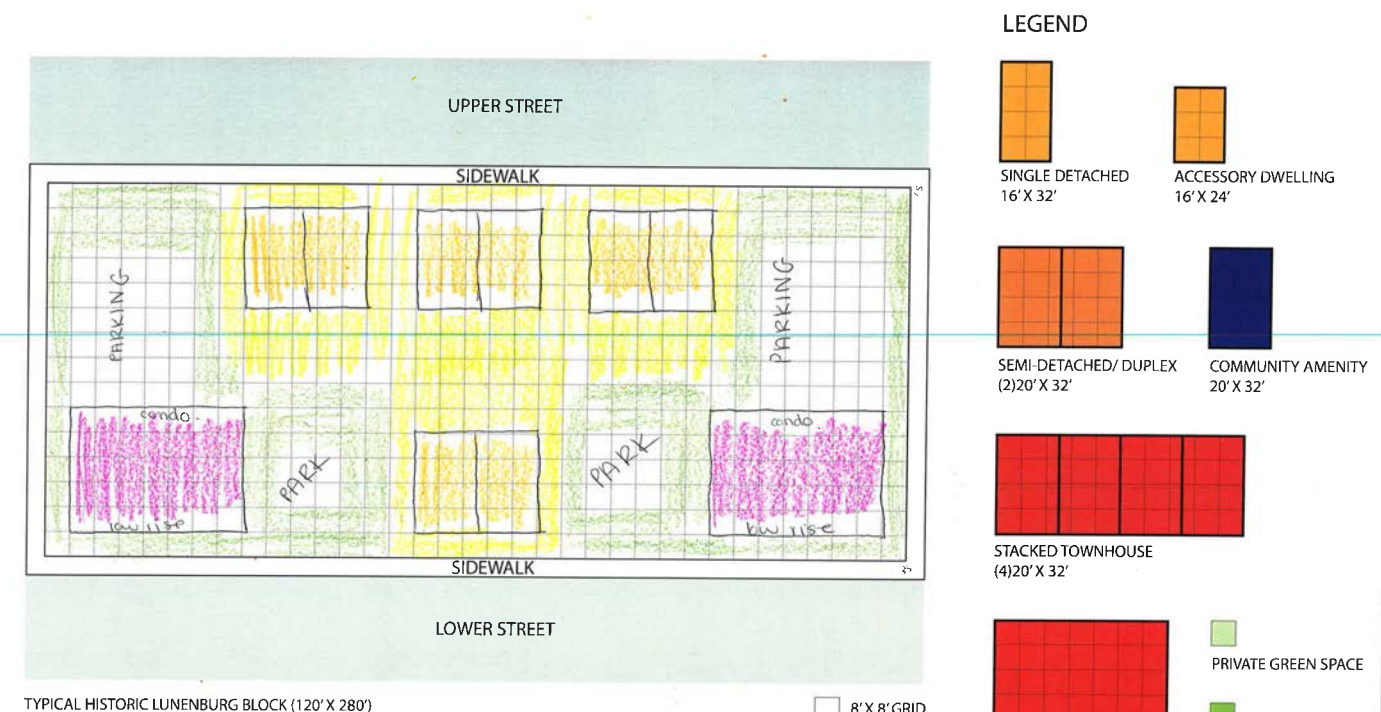 LEGEND
UPPER STREET
SIDEWALK
SINGLE DETACHED
16' X 32'
ACCESSORY DWELLING
16' X 24'
PARKING
PARKING
SEMI-DETACHED/ DUPLEX
(2)20' X 32'
COMMUNITY AMENITY
20' X 32'
condo.
condo.
PARK
PARK
low rise
low rise
STACKED TOWNHOUSE
(4)20' X 32'
SIDEWALK
LOWER STREET
PRIVATE GREEN SPACE
TYPICAL HISTORIC LUNENBURG BLOCK (120' X 280')
8' X 8' GRID